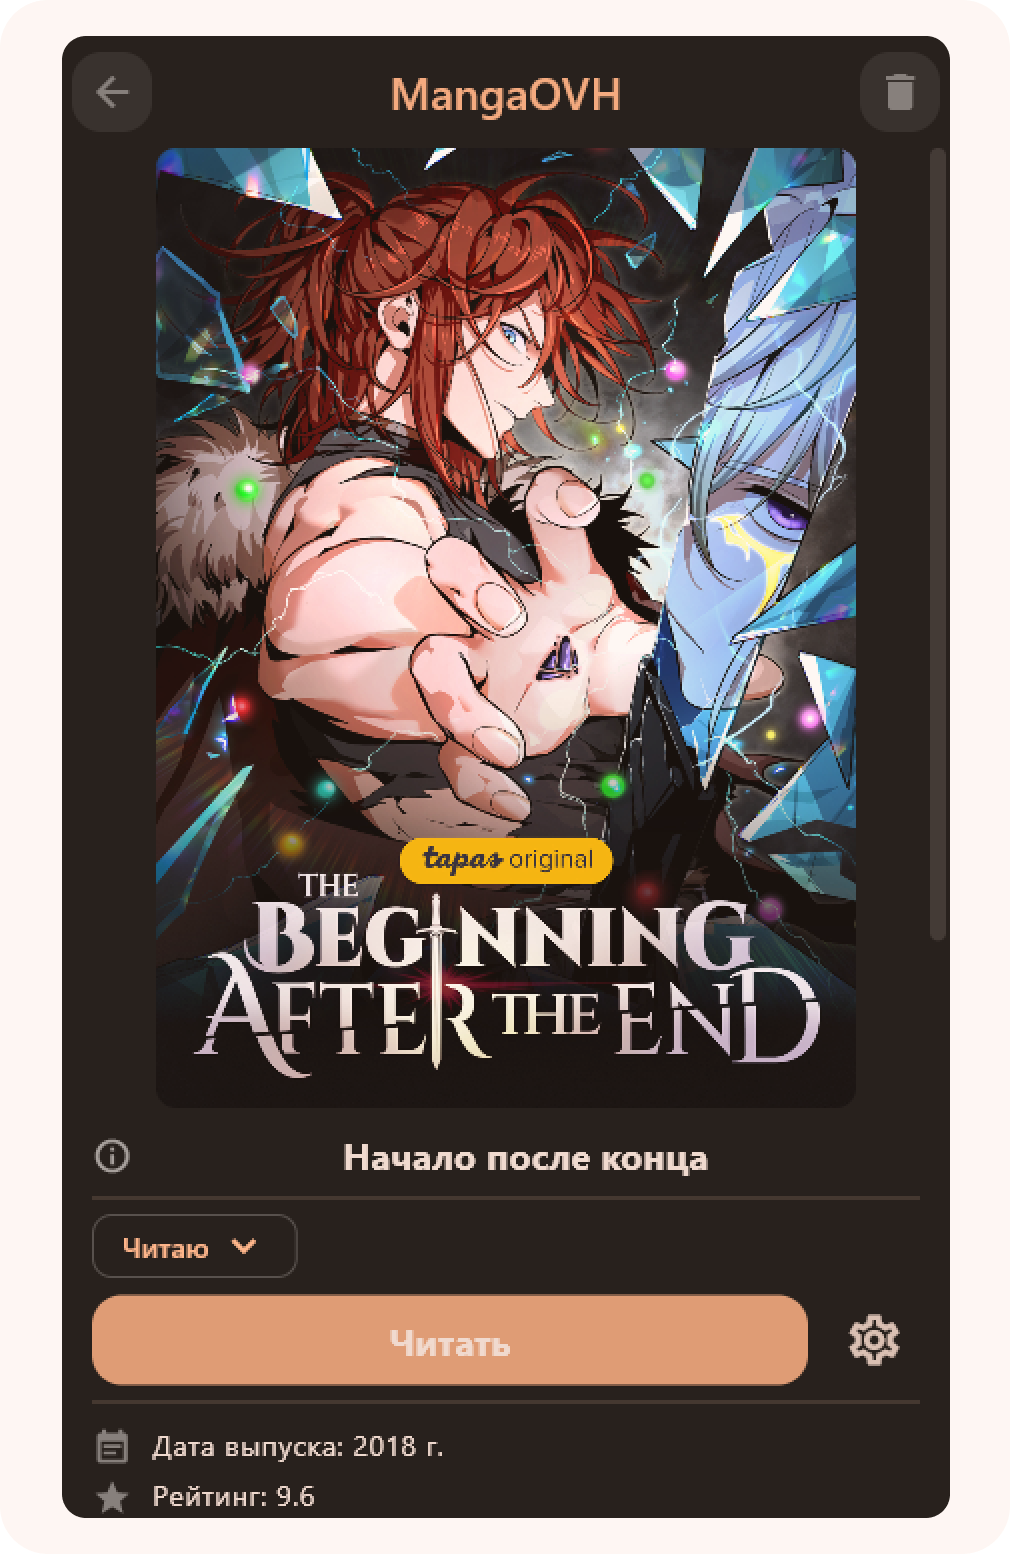 MangaOVH
tapas original
THE
BEGINNING
AFTER THE END
Начало после конца
Читаю
Читать
Дата выпуска: 2018 г.
Рейтинг: 9.6